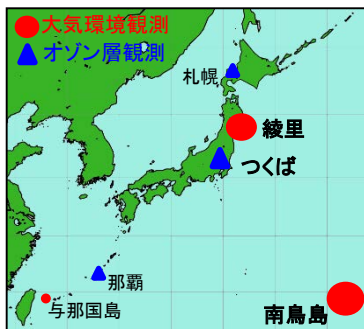 大気環境観測
オゾン層観測
札幌
綾里
つくば
那覇
与那国島
南鳥島